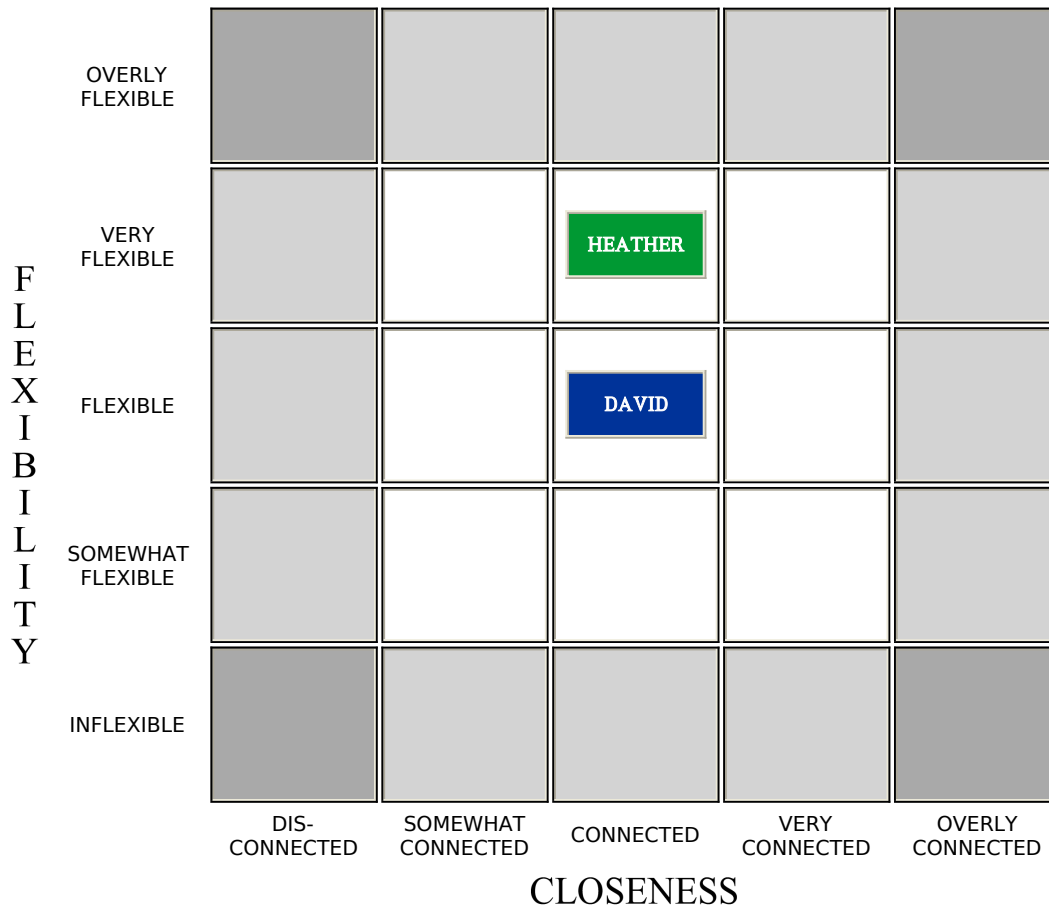 OVERLY
FLEXIBLE
VERY
FLEXIBLE
HEATHER
FLEXIBILITY
FLEXIBLE
DAVID
SOMEWHAT
FLEXIBLE
INFLEXIBLE
DIS-
CONNECTED
SOMEWHAT
CONNECTED
CONNECTED
VERY
CONNECTED
OVERLY
CONNECTED
CLOSENESS